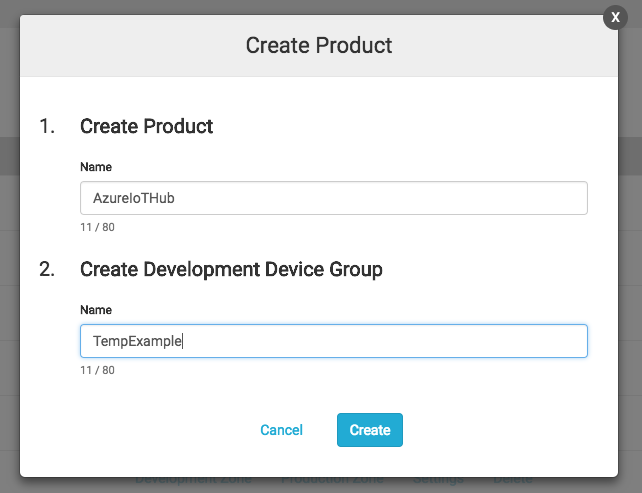 X
Create Product
1. Create Product
Name
AzureIoTHub
11 / 80
2. Create Development Device Group
Name
TempExample
11 / 80
Cancel Create
Development Zone Production Zone Settings Delete